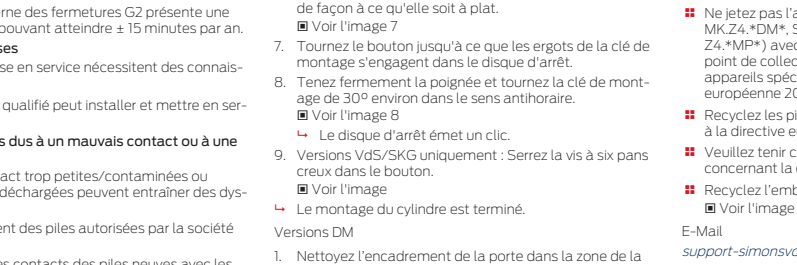 erne des fermetures G2 présente une
pouvant atteindre ± 15 minutes par an.
ses
se en service nécessitent des connais-
qualifié peut installer et mettre en ser-
s dus à un mauvais contact ou à une
act trop petites/contaminées ou
déchargées peuvent entraîner des dys-
ent des piles autorisées par la société
es contacts des piles neuves avec les
de façon à ce qu'elle soit à plat.
▣ Voir l'image 7
7. Tournez le bouton jusqu'à ce que les ergots de la clé de
montage s'engagent dans le disque d'arrêt.
8. Tenez fermement la poignée et tournez la clé de mont-
age de 30° environ dans le sens antihoraire.
▣ Voir l'image 8
↳ Le disque d'arrêt émet un clic.
9. Versions VdS/SKG uniquement : Serrez la vis à six pans
creux dans le bouton.
▣ Voir l'image
↳ Le montage du cylindre est terminé.
Versions DM
1. Nettoyez l'encadrement de la porte dans la zone de la
Ne jetez pas l'a
MK.Z4.*DM*, S
Z4.*MP*) avec
point de collec
appareils spéc
européenne 20
Recyclez les pi
à la directive e
Veuillez tenir c
concernant la
Recyclez l'emb
▣ Voir l'image
E-Mail
support-simonsvo